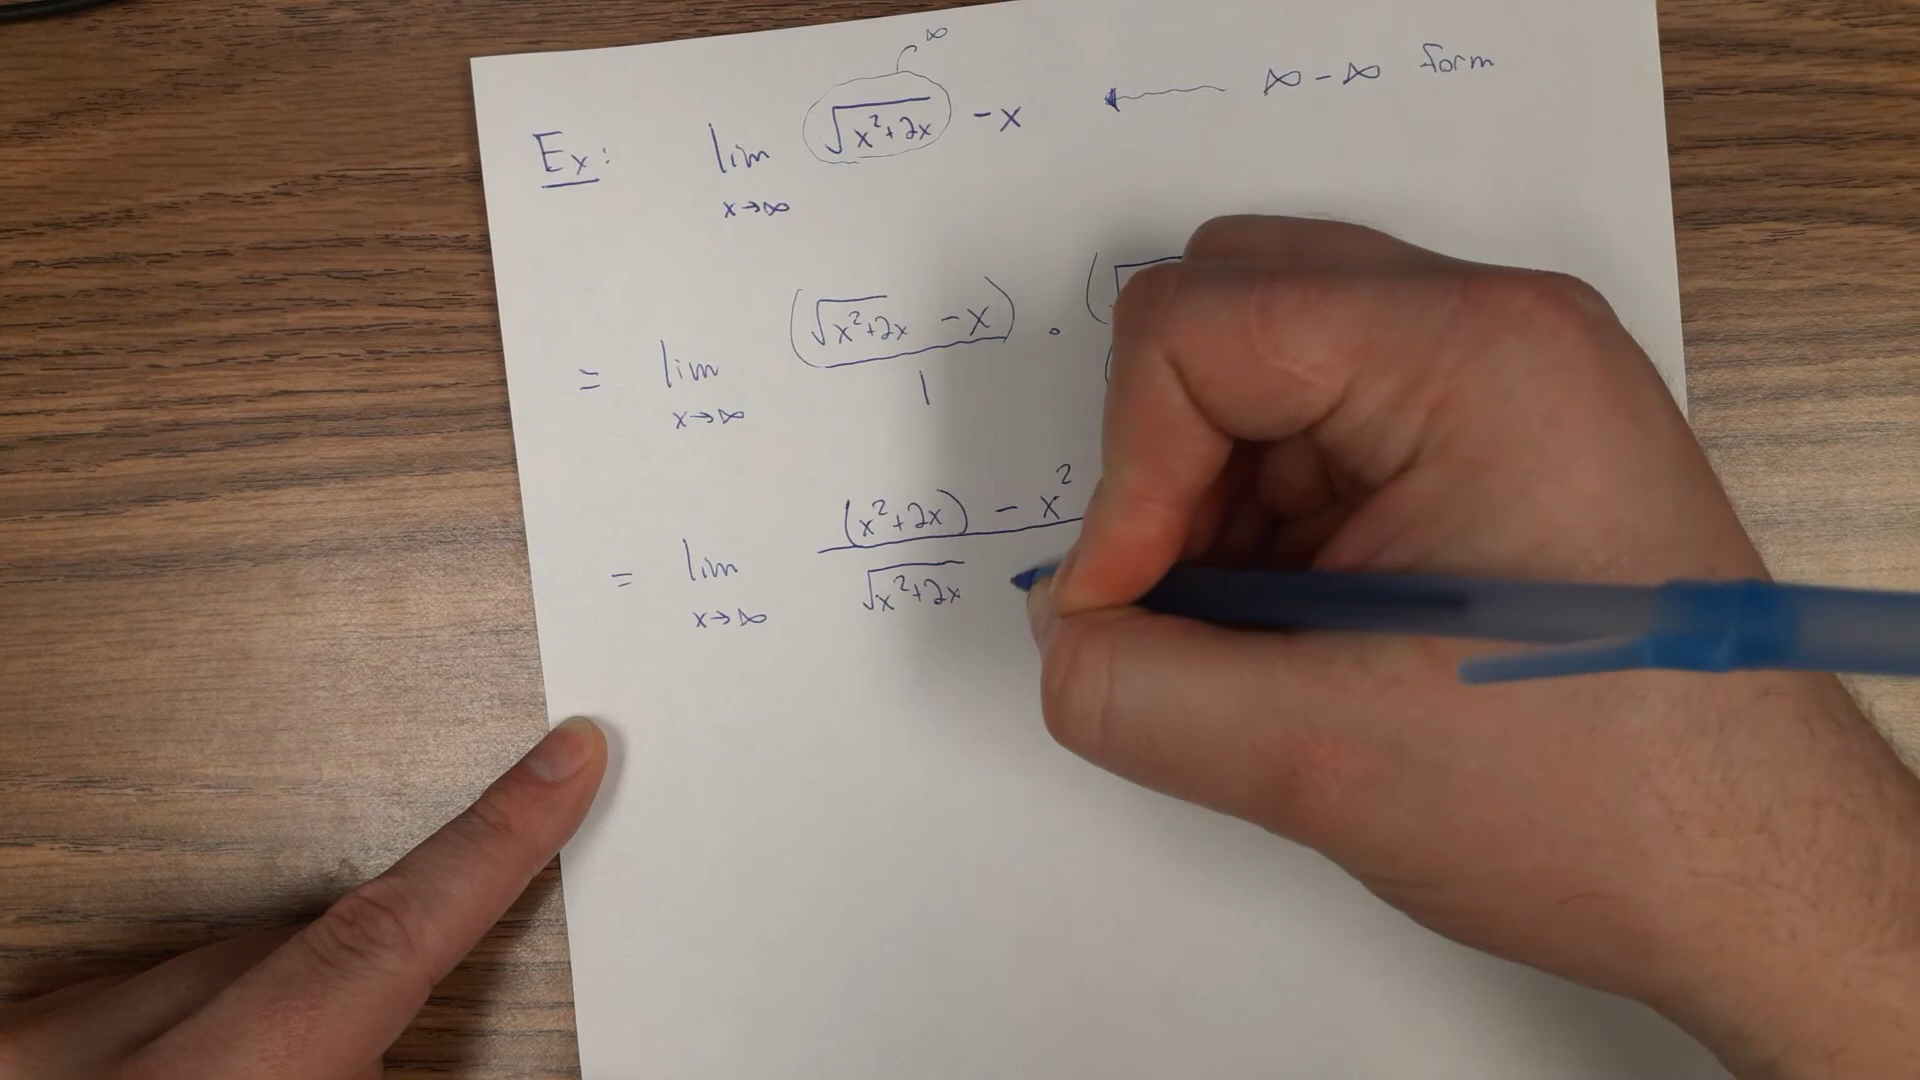 ∞
Ex: lim x→∞ √(x²+2x) - x ← ∞ - ∞ form
= lim x→∞ (√(x²+2x) - x) / 1 · (
= lim x→∞ ((x²+2x) - x²) / √(x²+2x)